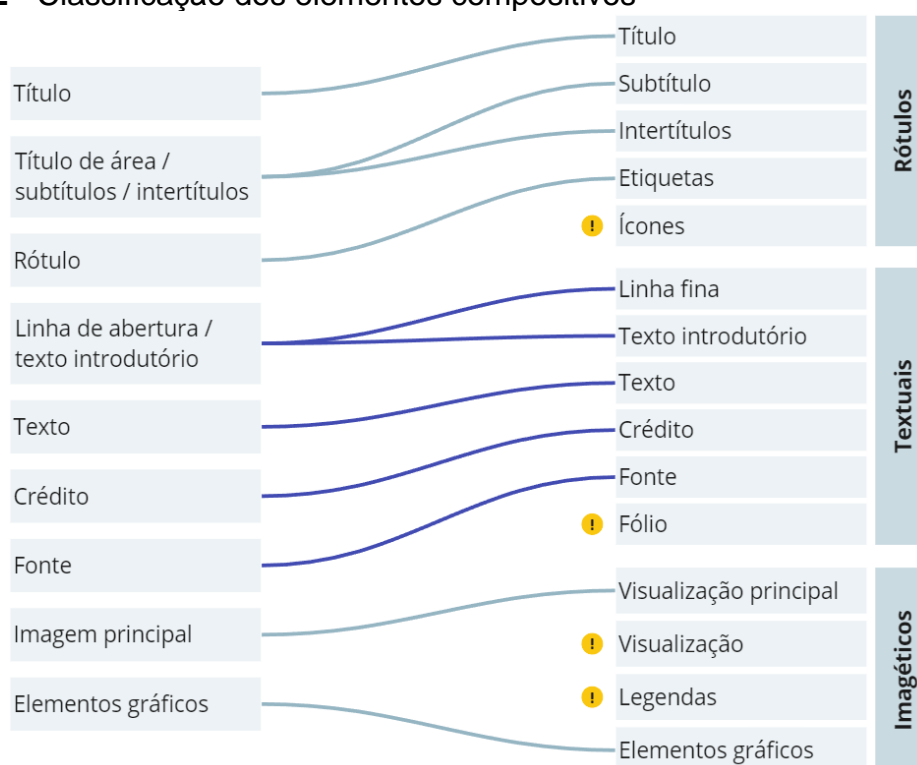 Classificação dos elementos compositivos
Título
Título de área /
subtítulos / intertítulos
Rótulo
Linha de abertura /
texto introdutório
Texto
Crédito
Fonte
Imagem principal
Elementos gráficos
Título
Subtítulo
Intertítulos
Etiquetas
Ícones
Rótulos
Linha fina
Texto introdutório
Texto
Crédito
Fonte
Fólio
Textuais
Visualização principal
Visualização
Legendas
Elementos gráficos
Imagéticos